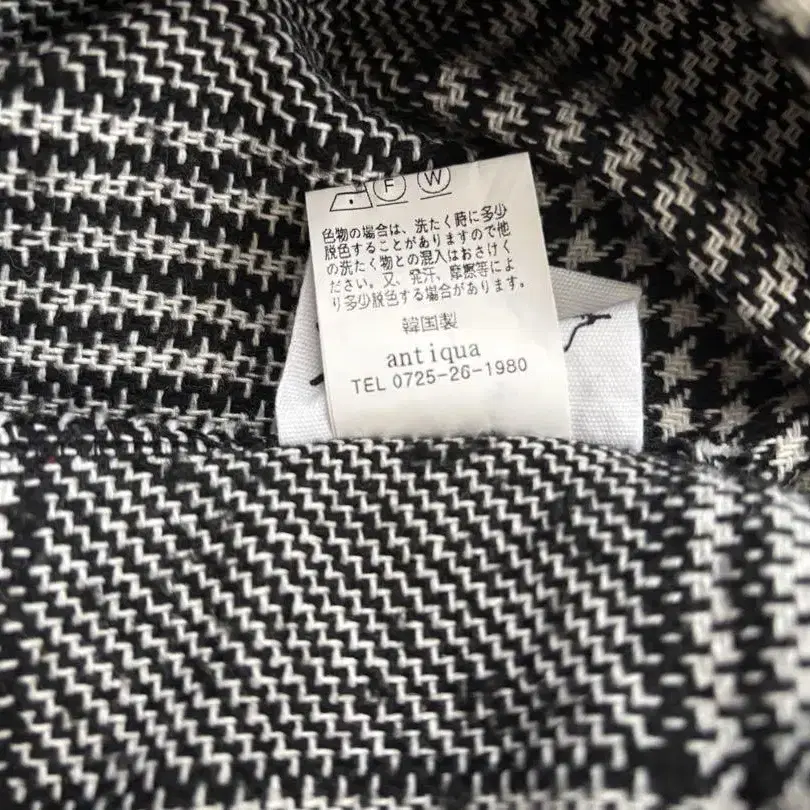 F W
色物の場合は、洗たく時に多少
脱色することがありますので他
の洗たく物との混入はおさけく
ださい。又、発汗、摩擦等によ
り多少脱色する場合があります。
韓国製
antiqua
TEL 0725-26-1980